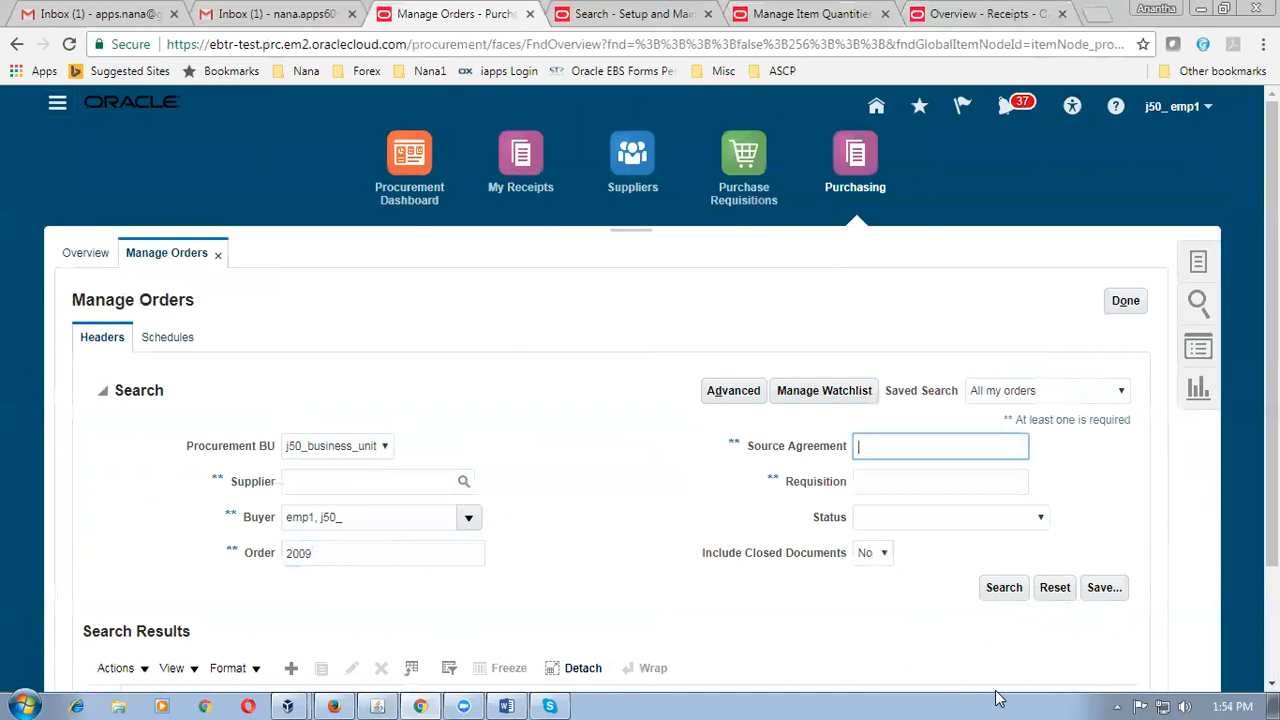 Inbox (1) - appsnana@g
Inbox (1) - nana.apps60
Manage Orders - Purch
Search - Setup and Main
Manage Item Quantities
Overview - Receipts - O
Anantha
Secure
https://ebtr-test.prc.em2.oraclecloud.com/procurement/faces/FndOverview?fnd=%3B%3B%3B%3Bfalse%3B256%3B%3B%3B&fndGlobalItemNodeId=itemNode_pro...
Apps
Suggested Sites
Bookmarks
Nana
Forex
Nana1
iapps Login
Oracle EBS Forms Per
Misc
ASCP
Other bookmarks
ORACLE
37
j50_ emp1
Procurement Dashboard
My Receipts
Suppliers
Purchase Requisitions
Purchasing
Overview
Manage Orders
Manage Orders
Done
Headers
Schedules
Search
Advanced
Manage Watchlist
Saved Search
All my orders
** At least one is required
Procurement BU
j50_business_unit
** Source Agreement
** Supplier
** Requisition
** Buyer
emp1, j50_
Status
** Order
2009
Include Closed Documents
No
Search
Reset
Save...
Search Results
Actions
View
Format
Freeze
Detach
Wrap
1:54 PM